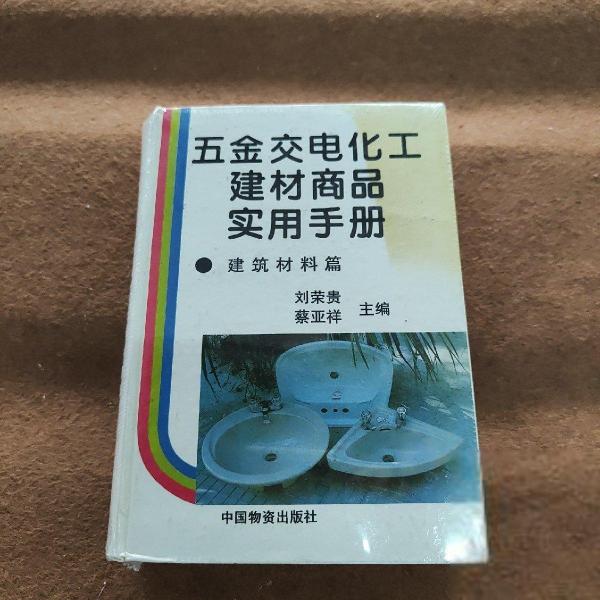 五金交电化工
建材商品
实用手册
● 建筑材料篇
刘荣贵
蔡亚祥 主编
中国物资出版社